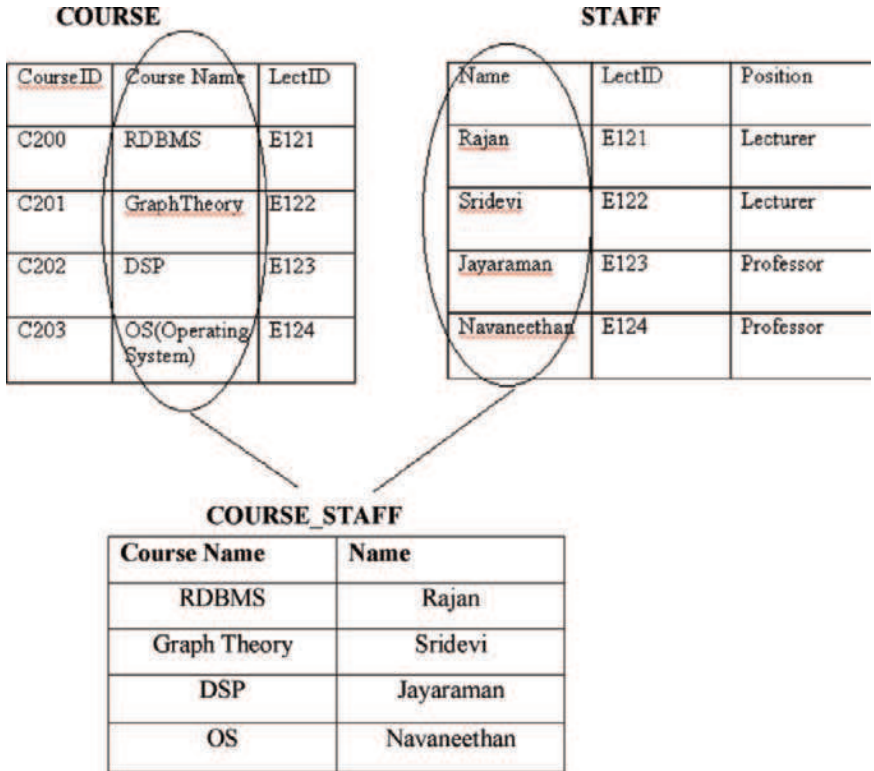 COURSE
CourseID Course Name LectID
C200 RDBMS E121
C201 GraphTheory E122
C202 DSP E123
C203 OS(Operating E124
System)
STAFF
Name LectID Position
Rajan E121 Lecturer
Sridevi E122 Lecturer
Jayaraman E123 Professor
Navaneethan E124 Professor
COURSE_STAFF
Course Name Name
RDBMS Rajan
Graph Theory Sridevi
DSP Jayaraman
OS Navaneethan